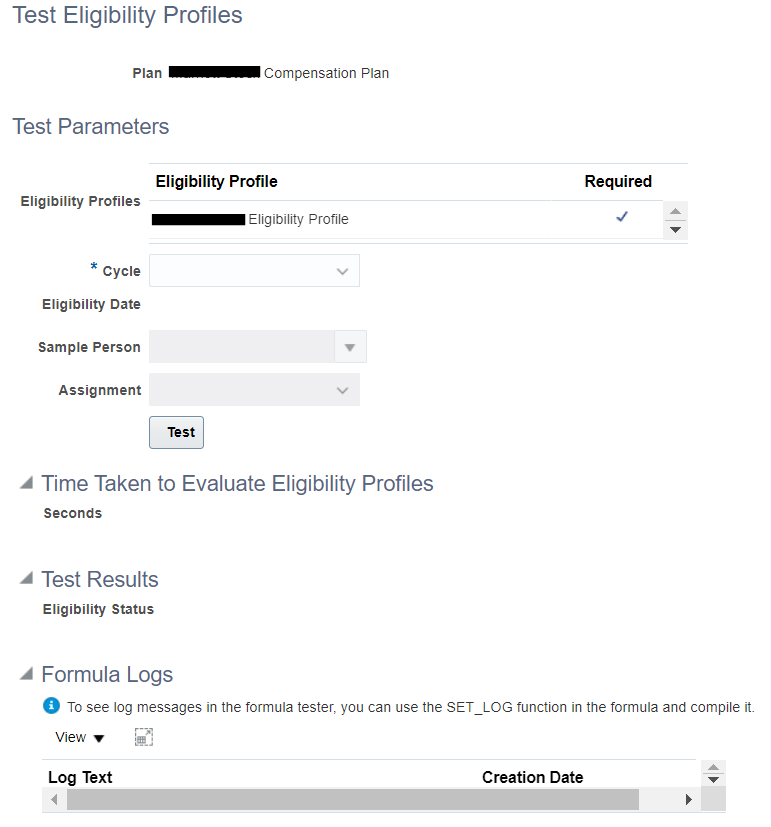 Test Eligibility Profiles
Plan Compensation Plan
Test Parameters
Eligibility Profile Required
Eligibility Profiles
Eligibility Profile
* Cycle
Eligibility Date
Sample Person
Assignment
Test
Time Taken to Evaluate Eligibility Profiles
Seconds
Test Results
Eligibility Status
Formula Logs
To see log messages in the formula tester, you can use the SET_LOG function in the formula and compile it.
View
Log Text Creation Date